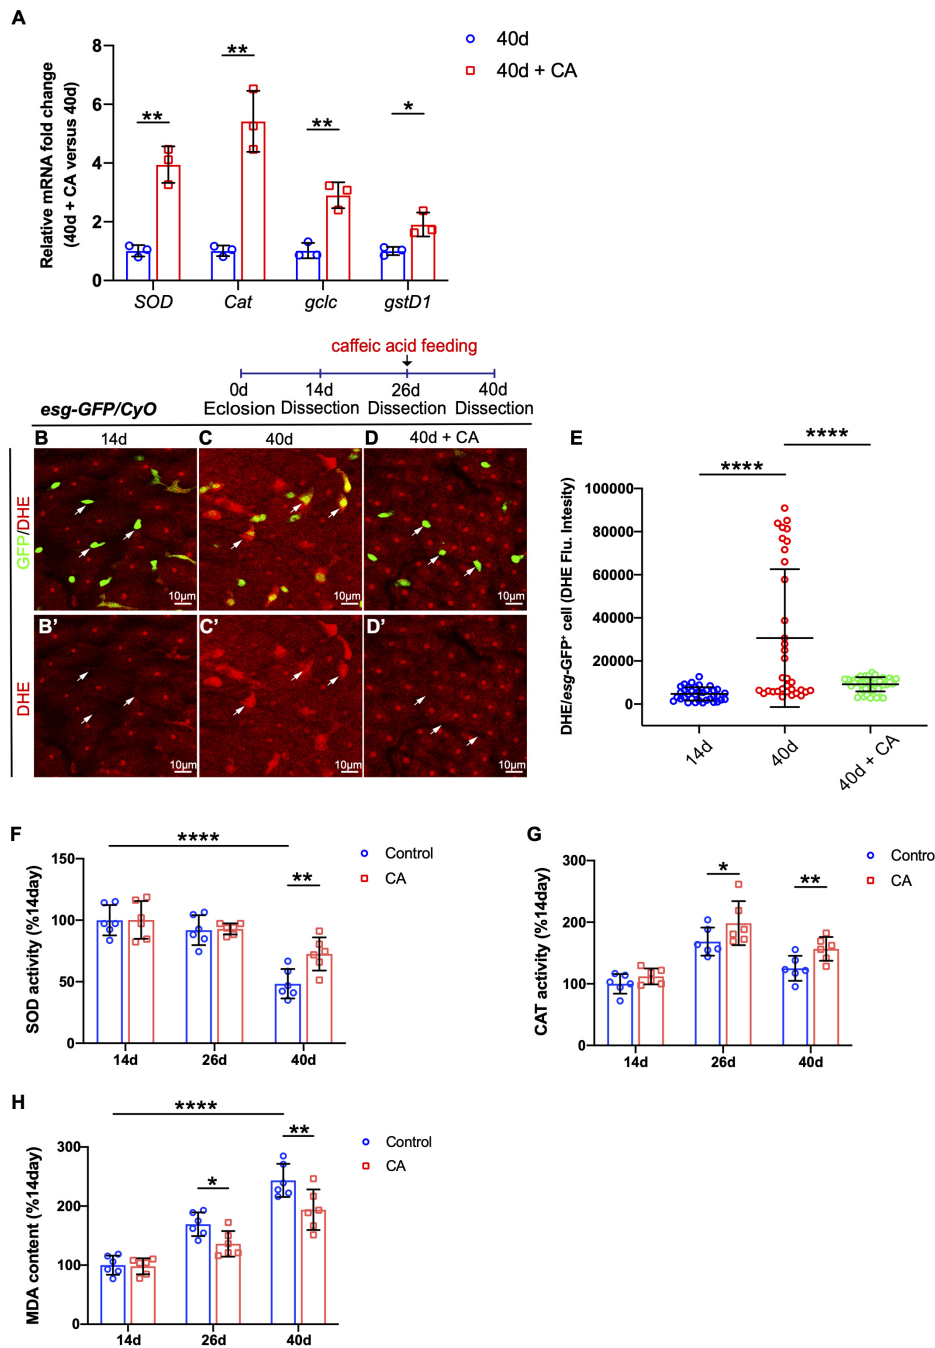 A
40d
40d + CA
Relative mRNA fold change
(40d + CA versus 40d)
8
6
4
2
0
**
**
**
*
SOD
Cat
gclc
gstD1
caffeic acid feeding
0d
14d
26d
40d
Eclosion
Dissection
Dissection
Dissection
esg-GFP/CyO
B
14d
C
40d
D
40d + CA
GFP/DHE
10μm
10μm
10μm
B'
C'
D'
DHE
10μm
10μm
10μm
E
****
****
DHE/esg-GFP⁺ cell (DHE Flu. Intesity)
100000
80000
60000
40000
20000
0
14d
40d
40d + CA
F
****
**
Control
CA
SOD activity (%14day)
150
100
50
0
14d
26d
40d
G
*
**
Contro
CA
CAT activity (%14day)
300
200
100
0
14d
26d
40d
H
****
**
*
Control
CA
MDA content (%14day)
300
200
100
0
14d
26d
40d